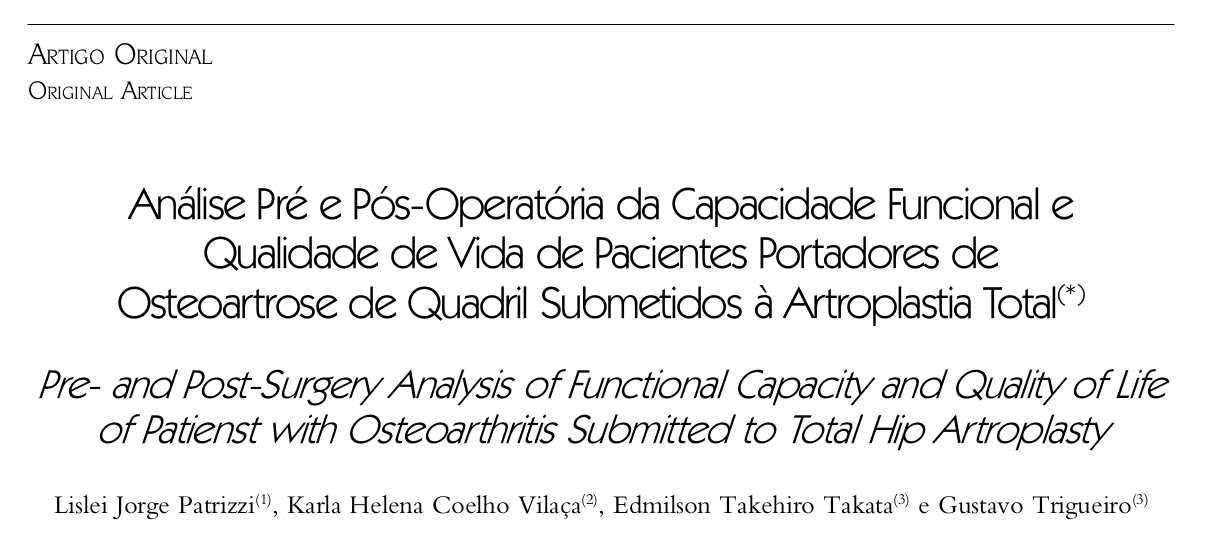 Artigo Original
Original Article
Análise Pré e Pós-Operatória da Capacidade Funcional e
Qualidade de Vida de Pacientes Portadores de
Osteoartrose de Quadril Submetidos à Artroplastia Total(*)
Pre- and Post-Surgery Analysis of Functional Capacity and Quality of Life
of Patienst with Osteoarthritis Submitted to Total Hip Artroplasty
Lislei Jorge Patrizzi(1), Karla Helena Coelho Vilaça(2), Edmilson Takehiro Takata(3) e Gustavo Trigueiro(3)